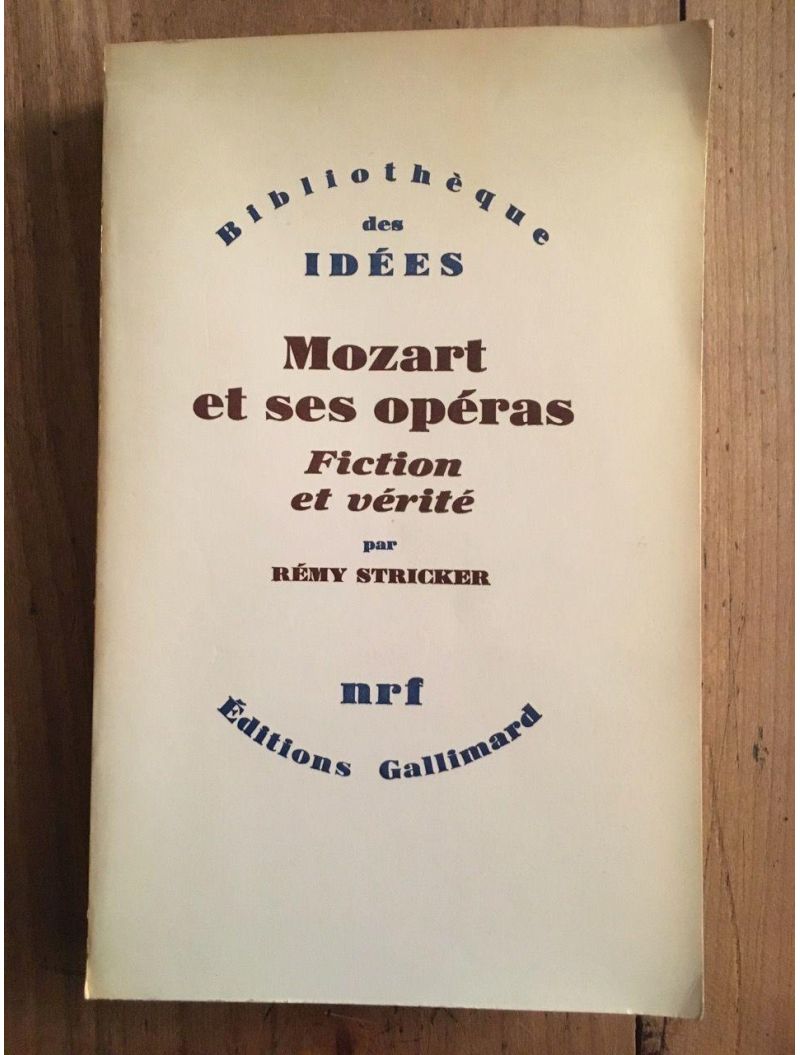 Bibliothèque
des
IDÉES
Mozart
et ses opéras
Fiction
et vérité
par
RÉMY STRICKER
nrf
Éditions Gallimard